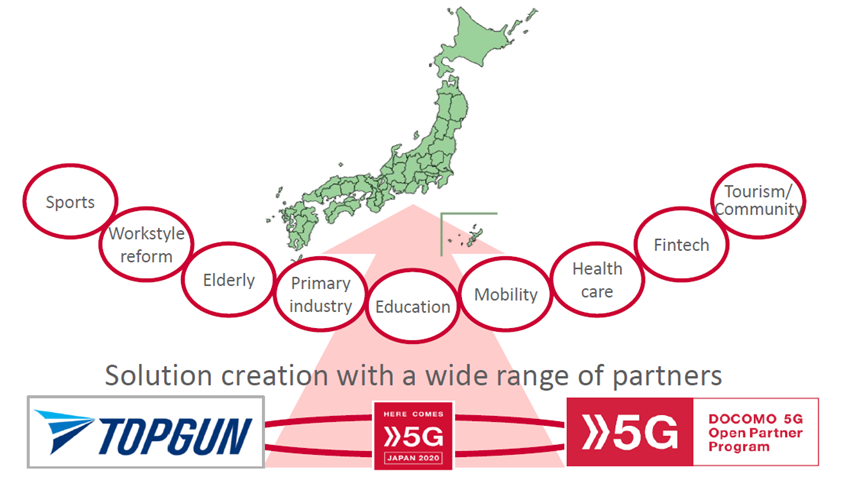 Sports
Workstyle
reform
Elderly
Primary
industry
Education
Mobility
Health
care
Fintech
Tourism/
Community
Solution creation with a wide range of partners
TOPGUN
HERE COMES
5G
JAPAN 2020
5G
DOCOMO 5G
Open Partner
Program